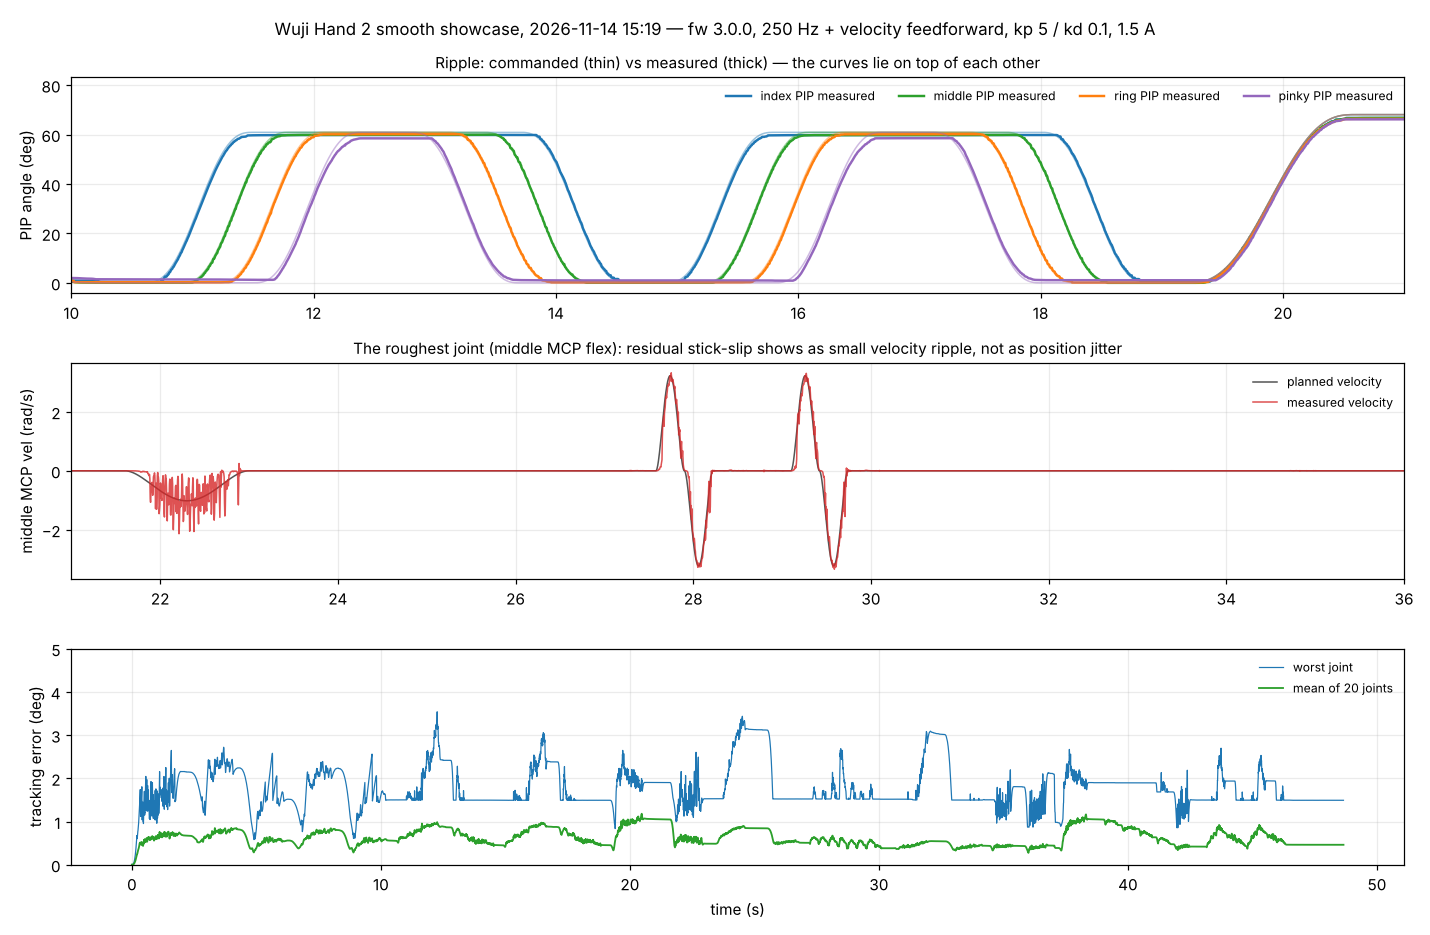 Wuji Hand 2 smooth showcase, 2026-11-14 15:19 — fw 3.0.0, 250 Hz + velocity feedforward, kp 5 / kd 0.1, 1.5 A
Ripple: commanded (thin) vs measured (thick) — the curves lie on top of each other
PIP angle (deg)
80
60
40
20
0
index PIP measured
middle PIP measured
ring PIP measured
pinky PIP measured
10
12
14
16
18
20
The roughest joint (middle MCP flex): residual stick-slip shows as small velocity ripple, not as position jitter
middle MCP vel (rad/s)
2
0
−2
planned velocity
measured velocity
22
24
26
28
30
32
34
36
tracking error (deg)
5
4
3
2
1
0
worst joint
mean of 20 joints
0
10
20
30
40
50
time (s)